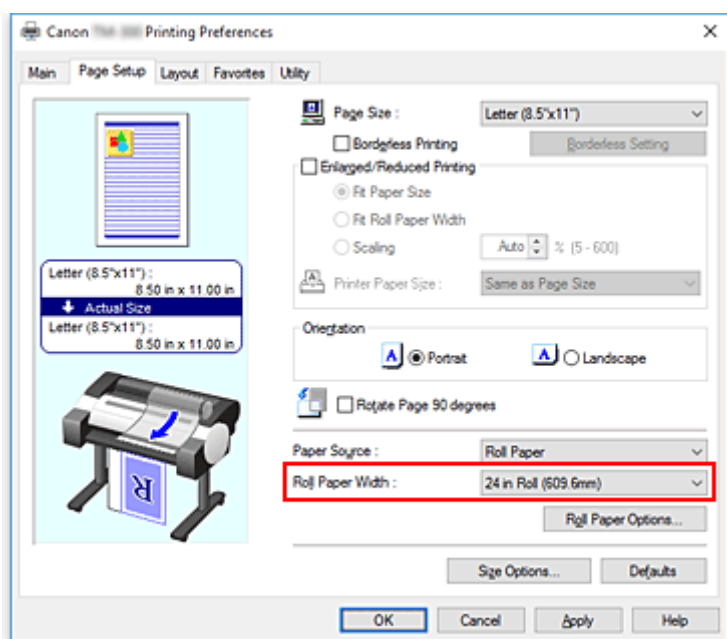 Canon Printing Preferences
Main Page Setup Layout Favorites Utility
Page Size : Letter (8.5"x11")
Borderless Printing Borderless Setting
Enlarged/Reduced Printing
Fit Paper Size
Fit Roll Paper Width
Scaling Auto % (5 - 600)
Printer Paper Size : Same as Page Size
Letter (8.5"x11") :
8.50 in x 11.00 in
Actual Size
Letter (8.5"x11") :
8.50 in x 11.00 in
Orientation
A Portrait A Landscape
Rotate Page 90 degrees
R
Paper Source : Roll Paper
Roll Paper Width : 24 in Roll (609.6mm)
Roll Paper Options...
Size Options... Defaults
OK Cancel Apply Help